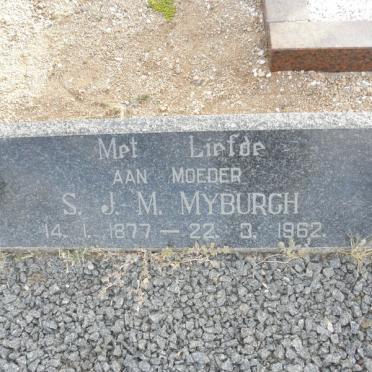 Met Liefde
AAN MOEDER
S. J. M. MYBURGH
14. 1. 1877 — 22. 3. 1962.